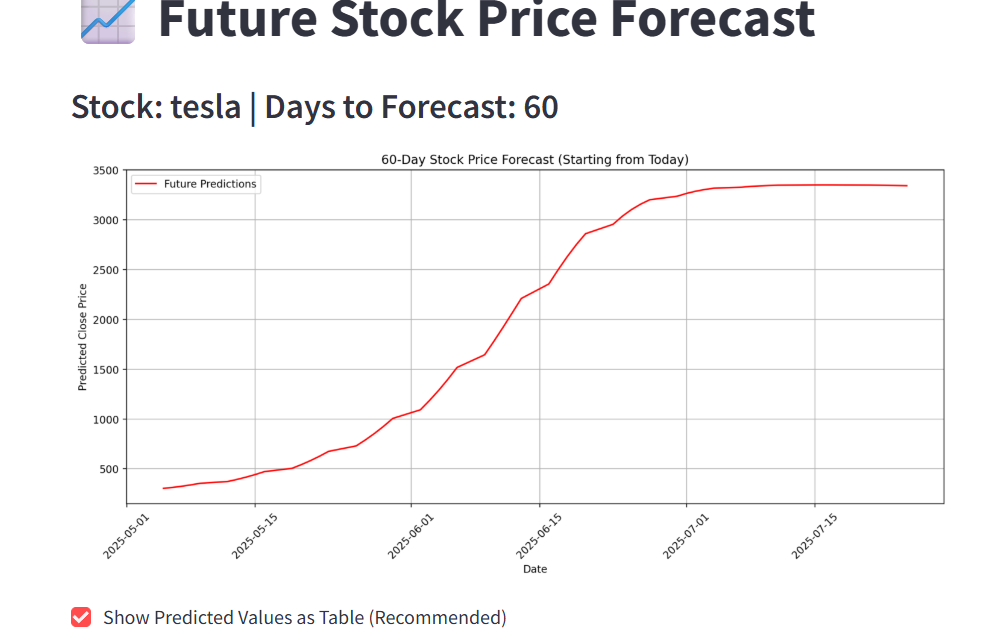 Future Stock Price Forecast
Stock: tesla | Days to Forecast: 60
60-Day Stock Price Forecast (Starting from Today)
Future Predictions
Predicted Close Price
3500
3000
2500
2000
1500
1000
500
2025-05-01
2025-05-15
2025-06-01
2025-06-15
2025-07-01
2025-07-15
Date
Show Predicted Values as Table (Recommended)